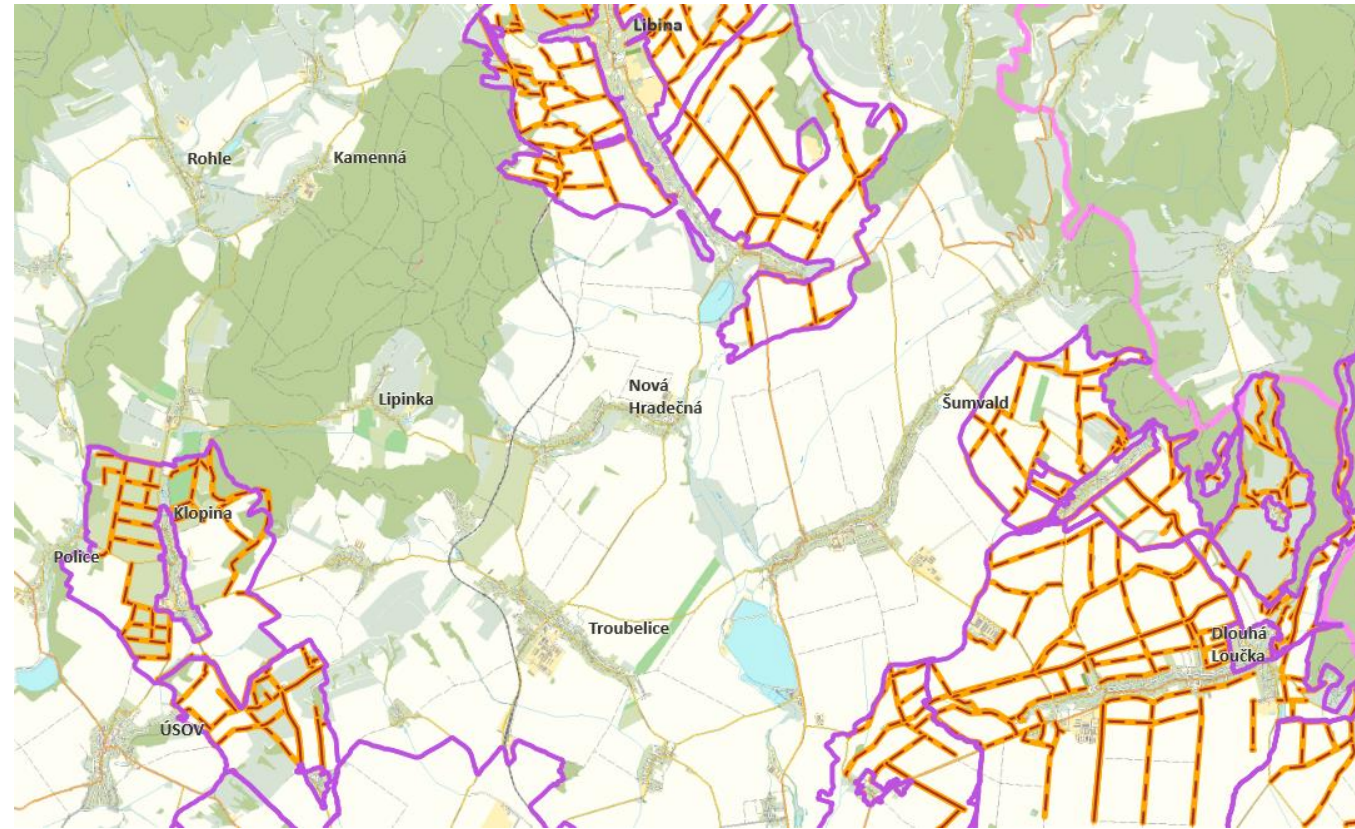 Libina
Rohle
Kamenná
Lipinka
Nová
Hradečná
Šumvald
Klopina
Police
Troubelice
Dlouhá
Loučka
ÚSOV